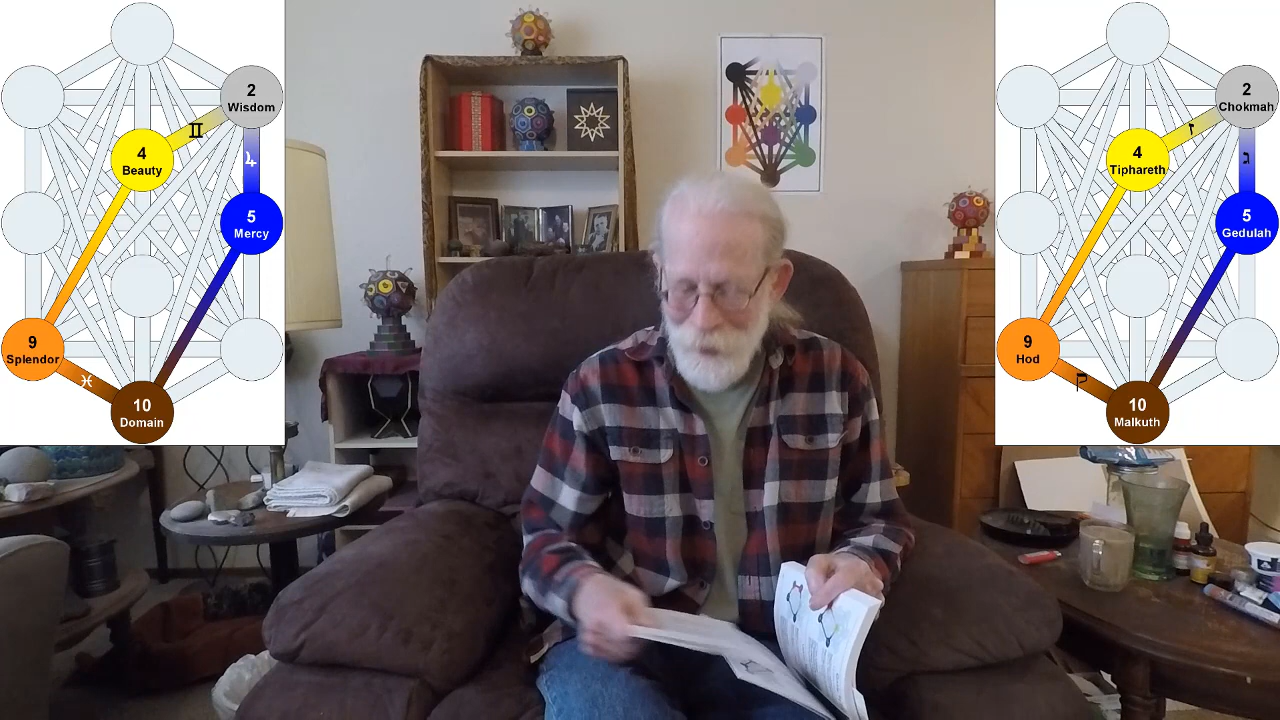 2
Wisdom
♊
4
Beauty
♃
5
Mercy
9
Splendor
♓
10
Domain
2
Chokmah
ז
4
Tiphareth
ג
5
Gedulah
9
Hod
ק
10
Malkuth